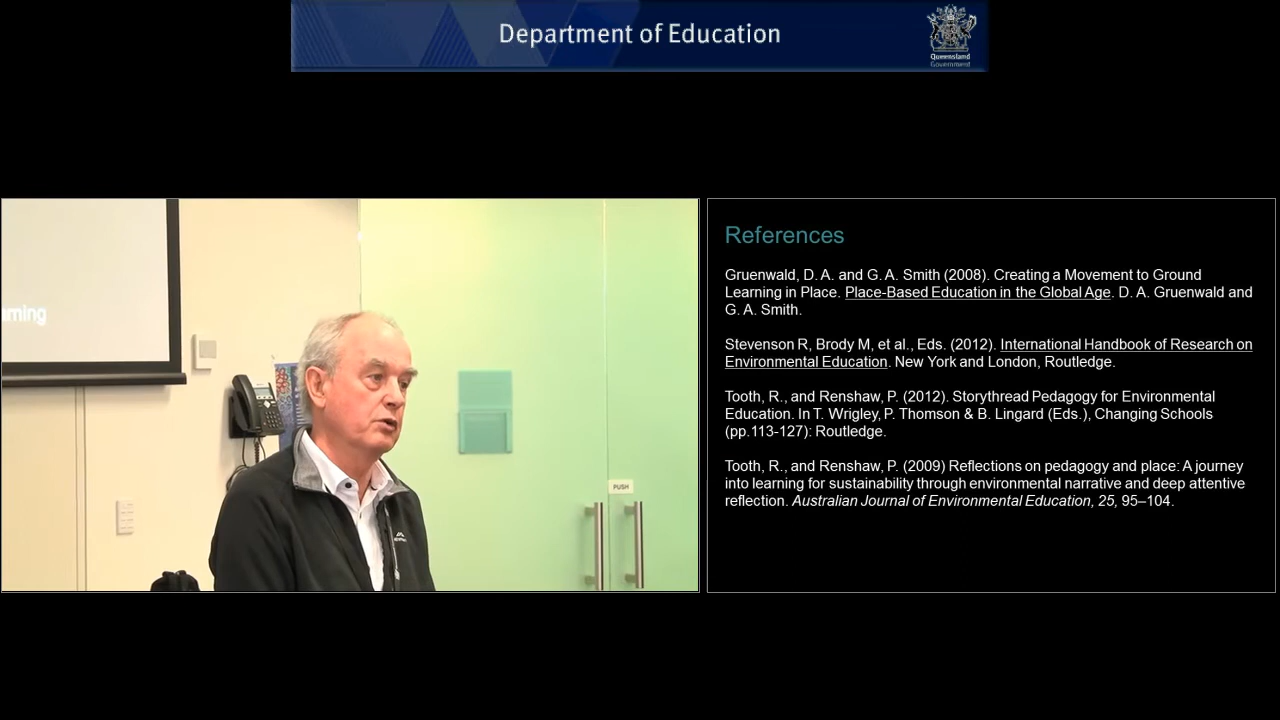 Department of Education
Queensland
Government
References
Gruenwald, D. A. and G. A. Smith (2008). Creating a Movement to Ground
Learning in Place. Place-Based Education in the Global Age. D. A. Gruenwald and
G. A. Smith.
Stevenson R, Brody M, et al., Eds. (2012). International Handbook of Research on
Environmental Education. New York and London, Routledge.
Tooth, R., and Renshaw, P. (2012). Storythread Pedagogy for Environmental
Education. In T. Wrigley, P. Thomson & B. Lingard (Eds.), Changing Schools
(pp.113-127): Routledge.
Tooth, R., and Renshaw, P. (2009) Reflections on pedagogy and place: A journey
into learning for sustainability through environmental narrative and deep attentive
reflection. Australian Journal of Environmental Education, 25, 95–104.
PUSH